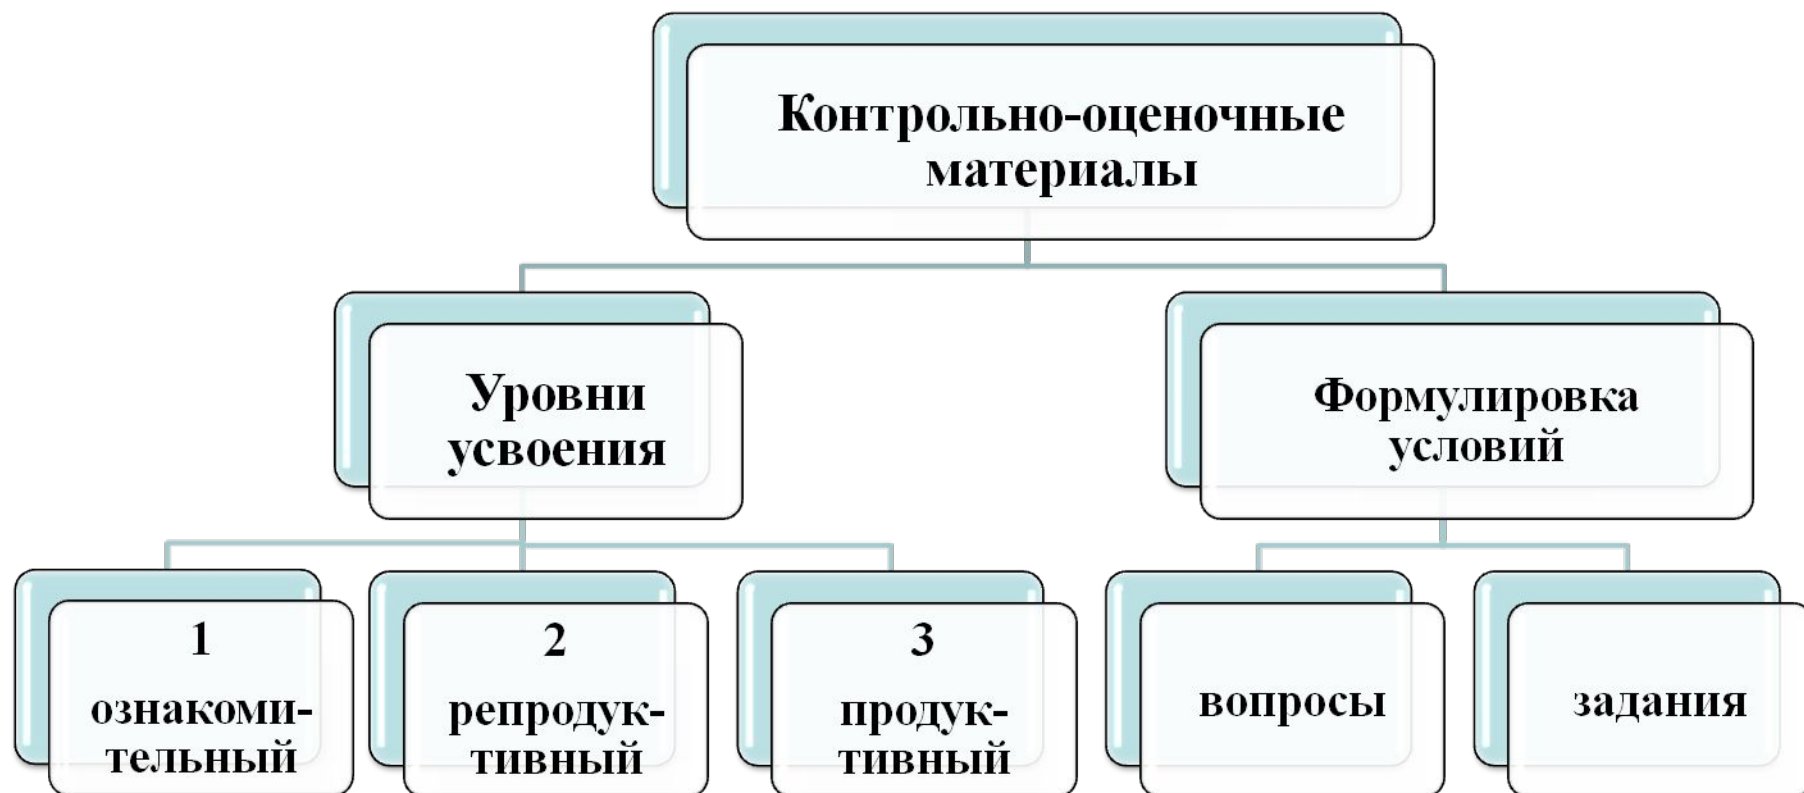 Контрольно-оценочные
материалы
Уровни
усвоения
Формулировка
условий
1
ознакоми-
тельный
2
репродук-
тивный
3
продук-
тивный
вопросы
задания